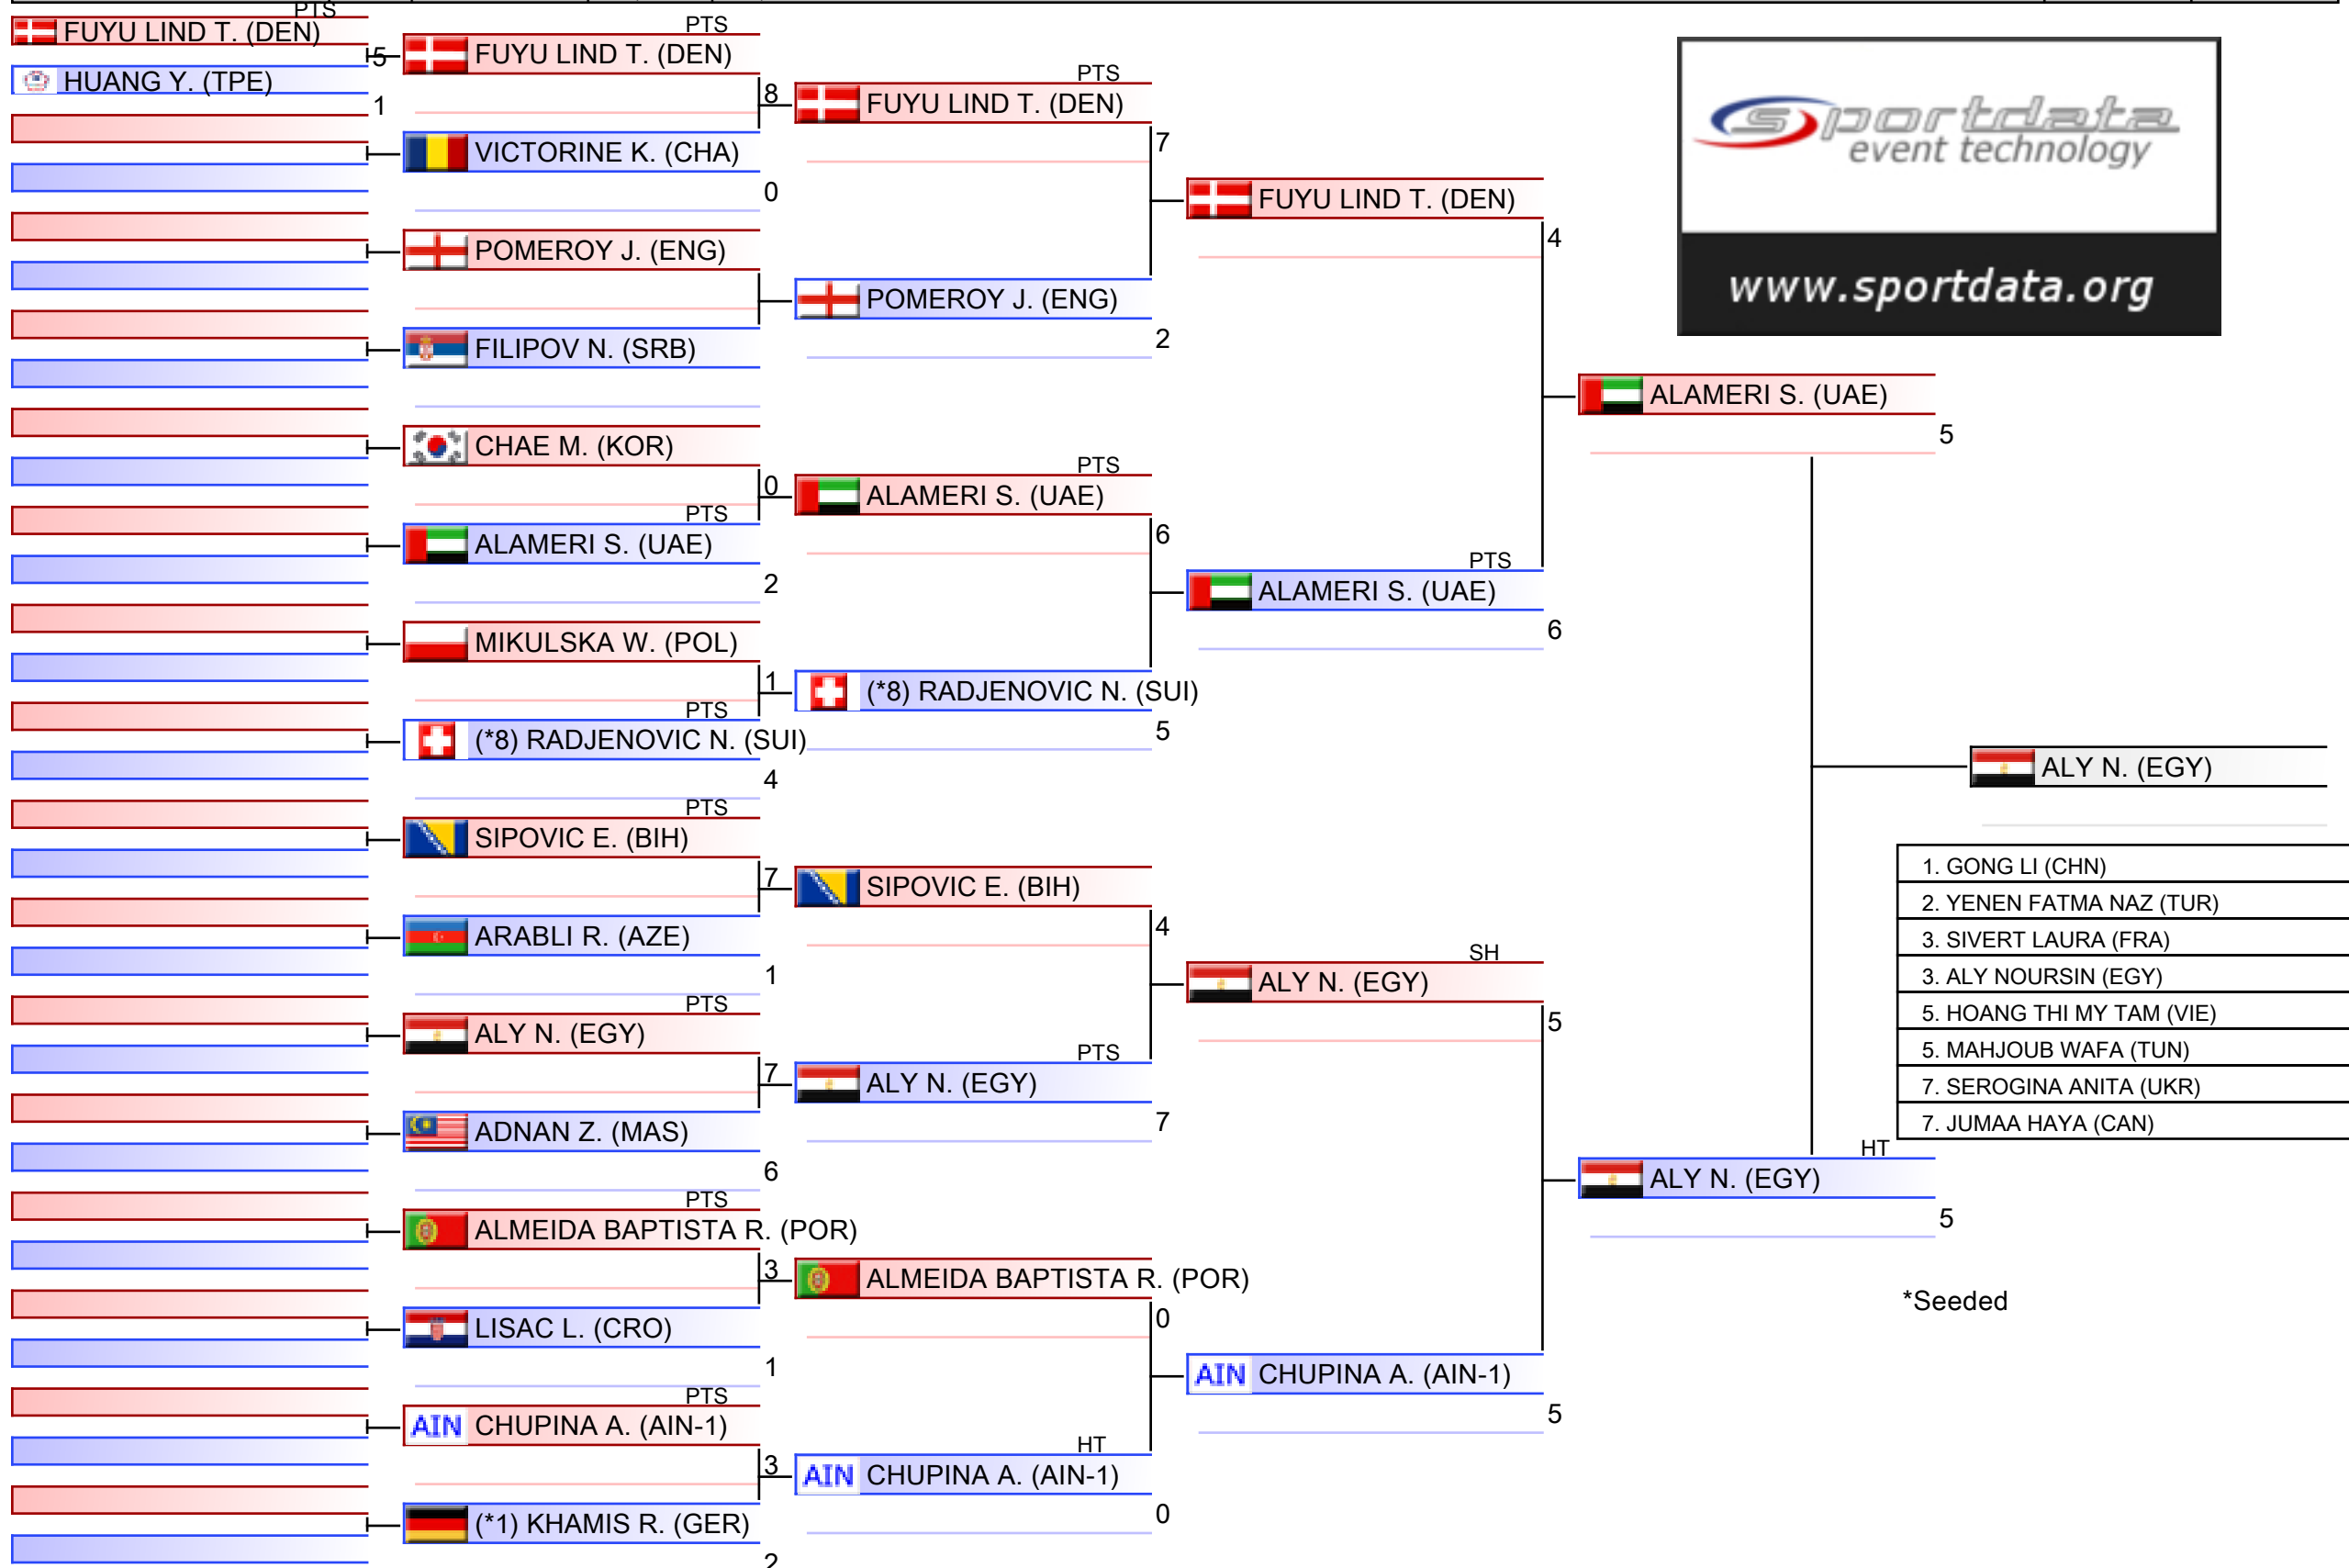 PTS
FUYU LIND T. (DEN)
5
HUANG Y. (TPE)
1
PTS
FUYU LIND T. (DEN)
8
VICTORINE K. (CHA)
0
POMEROY J. (ENG)
FILIPOV N. (SRB)
CHAE M. (KOR)
0
PTS
ALAMERI S. (UAE)
2
MIKULSKA W. (POL)
1
PTS
(*8) RADJENOVIC N. (SUI)
4
PTS
SIPOVIC E. (BIH)
7
ARABLI R. (AZE)
1
PTS
ALY N. (EGY)
7
ADNAN Z. (MAS)
6
PTS
ALMEIDA BAPTISTA R. (POR)
3
LISAC L. (CRO)
1
PTS
AIN CHUPINA A. (AIN-1)
3
(*1) KHAMIS R. (GER)
2
PTS
FUYU LIND T. (DEN)
7
POMEROY J. (ENG)
2
PTS
ALAMERI S. (UAE)
6
(*8) RADJENOVIC N. (SUI)
5
SIPOVIC E. (BIH)
4
PTS
ALY N. (EGY)
7
ALMEIDA BAPTISTA R. (POR)
0
HT
AIN CHUPINA A. (AIN-1)
0
FUYU LIND T. (DEN)
4
PTS
ALAMERI S. (UAE)
6
SH
ALY N. (EGY)
5
AIN CHUPINA A. (AIN-1)
5
sportdata
event technology
www.sportdata.org
ALAMERI S. (UAE)
5
HT
ALY N. (EGY)
5
ALY N. (EGY)
1. GONG LI (CHN)
2. YENEN FATMA NAZ (TUR)
3. SIVERT LAURA (FRA)
3. ALY NOURSIN (EGY)
5. HOANG THI MY TAM (VIE)
5. MAHJOUB WAFA (TUN)
7. SEROGINA ANITA (UKR)
7. JUMAA HAYA (CAN)
*Seeded